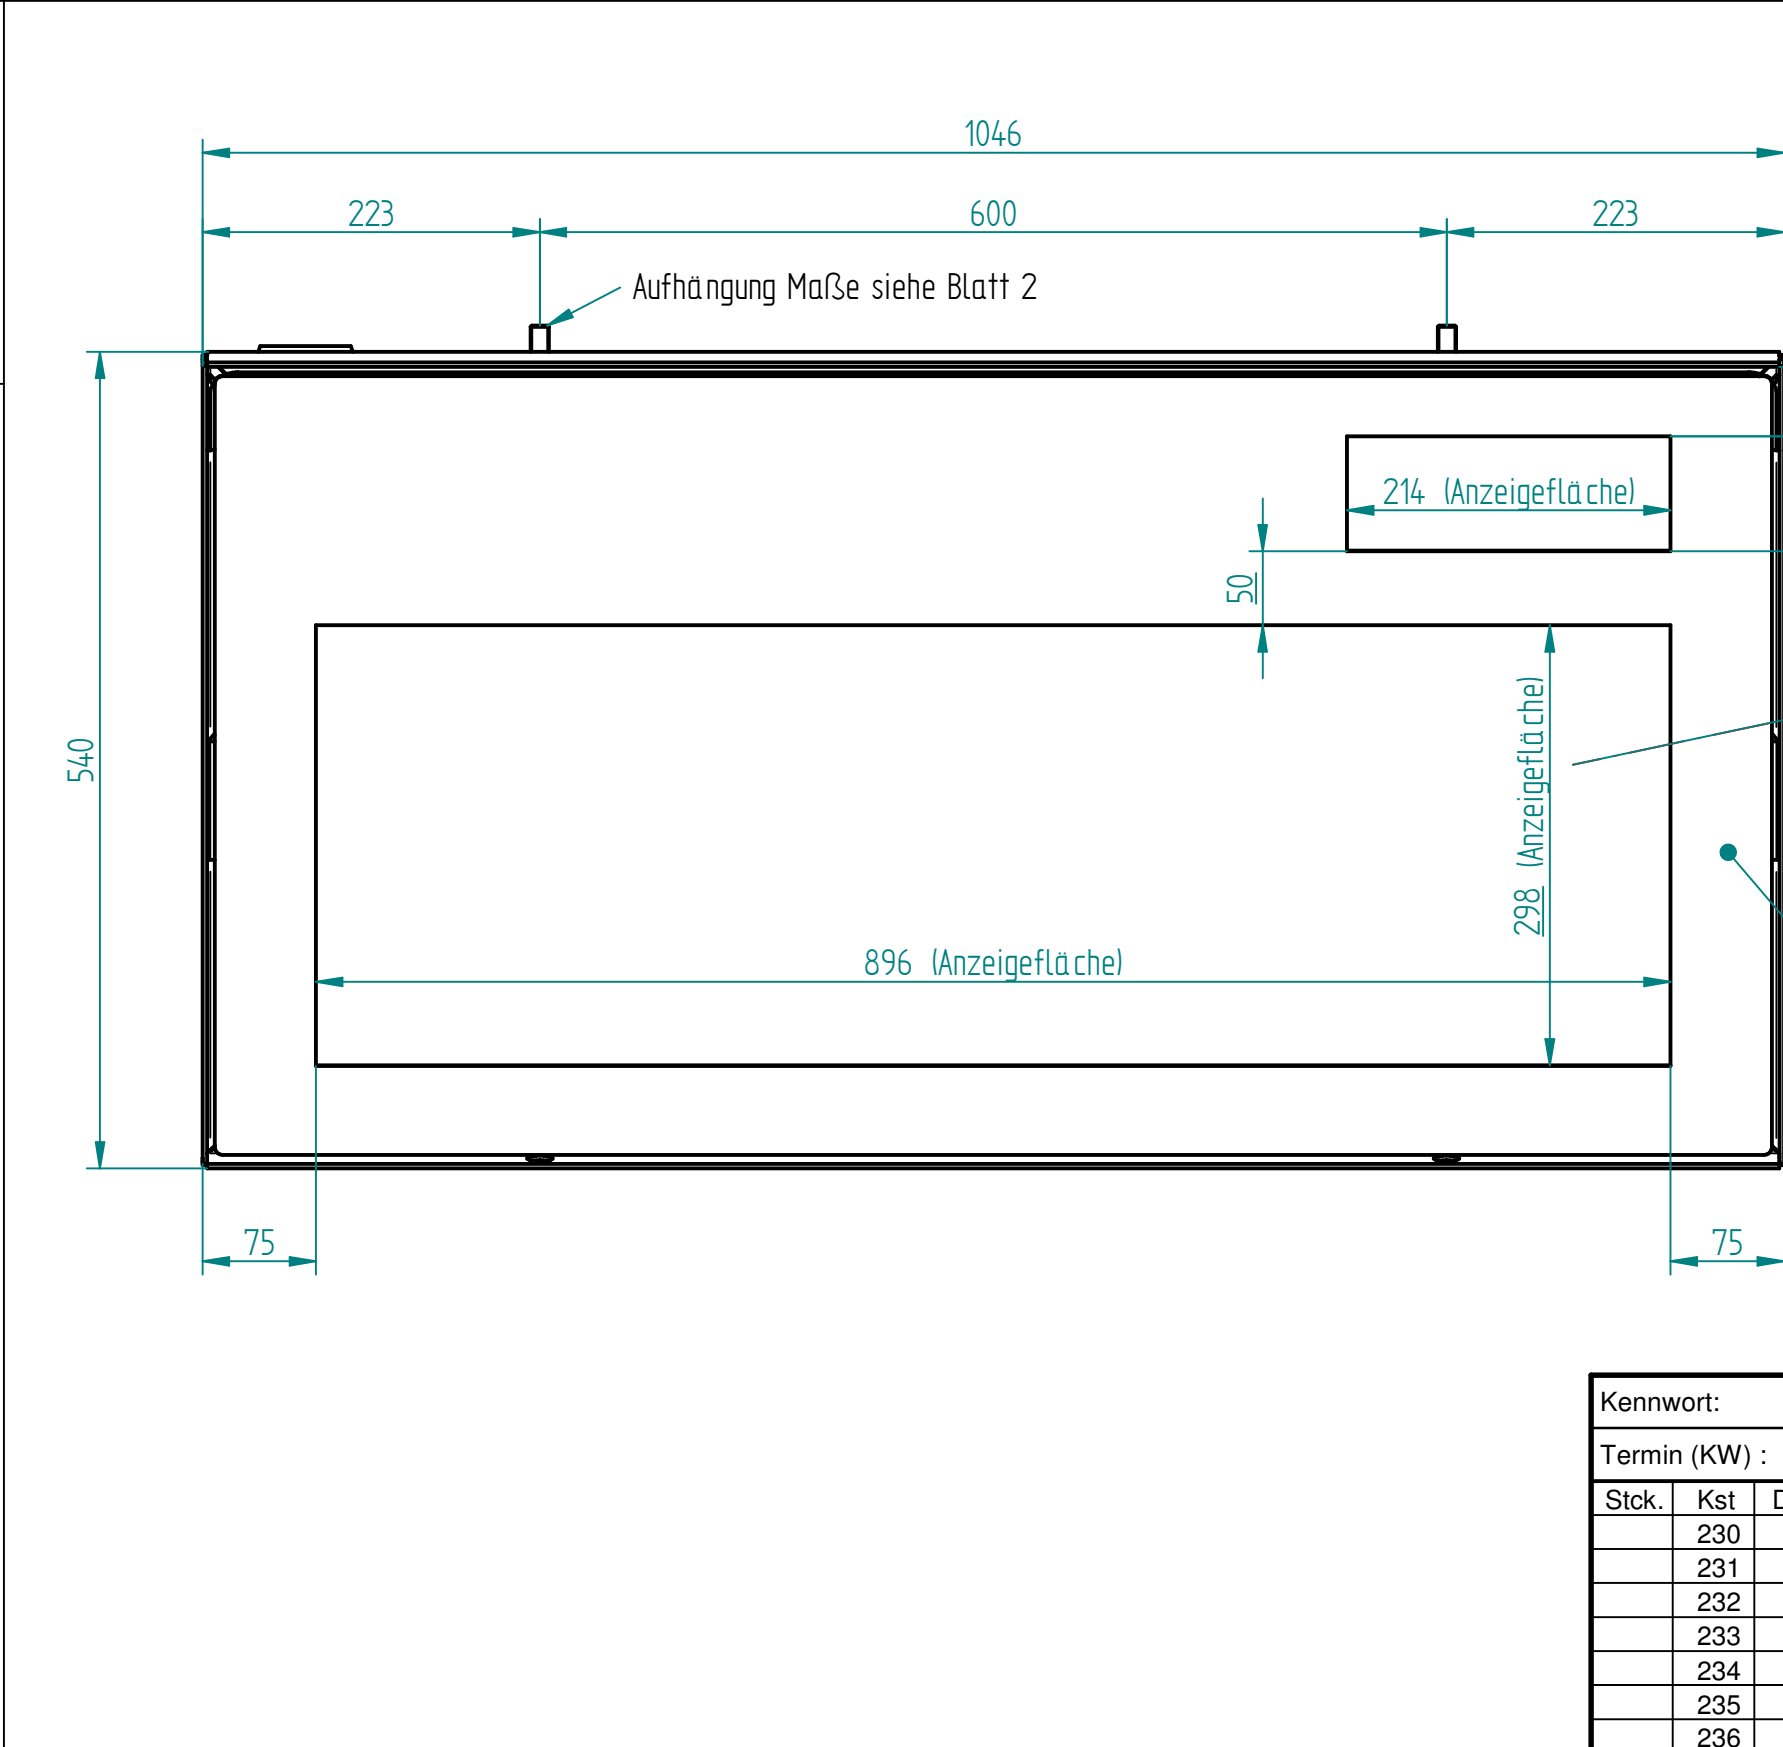 1046
223 600 223
Aufhängung Maße siehe Blatt 2
214 (Anzeigefläche)
50
540
298 (Anzeigefläche)
896 (Anzeigefläche)
75 75
Kennwort:
Termin (KW) :
Stck. Kst
230
231
232
233
234
235
236